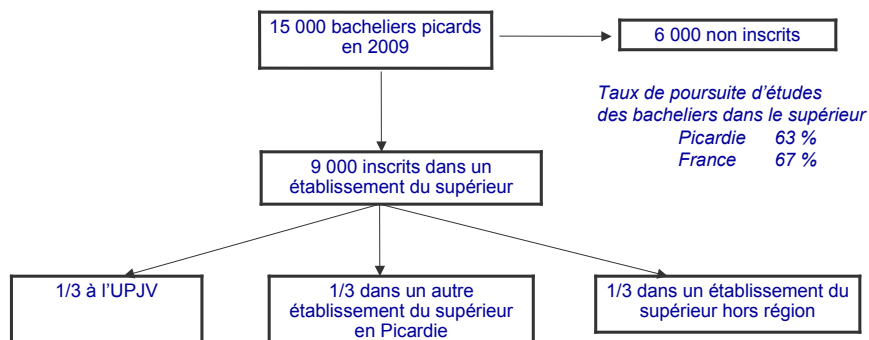 15 000 bacheliers picards
en 2009
6 000 non inscrits
Taux de poursuite d'études
des bacheliers dans le supérieur
Picardie 63 %
France 67 %
9 000 inscrits dans un
établissement du supérieur
1/3 à l'UPJV
1/3 dans un autre
établissement du supérieur
en Picardie
1/3 dans un établissement du
supérieur hors région